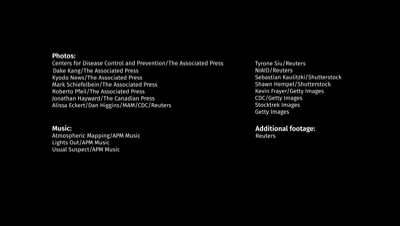 Photos:
Centers for Disease Control and Prevention/The Associated Press
Dake Kang/The Associated Press
Kyodo News/The Associated Press
Mark Schiefelbein/The Associated Press
Roberto Pfeil/The Associated Press
Jonathan Hayward/The Canadian Press
Alissa Eckert/Dan Higgins/MAM/CDC/Reuters
Tyrone Siu/Reuters
NIAID/Reuters
Sebastian Kaulitzki/Shutterstock
Shawn Hempel/Shutterstock
Kevin Frayer/Getty Images
CDC/Getty Images
Stocktrek Images
Getty Images
Music:
Atmospheric Mapping/APM Music
Lights Out/APM Music
Usual Suspect/APM Music
Additional footage:
Reuters